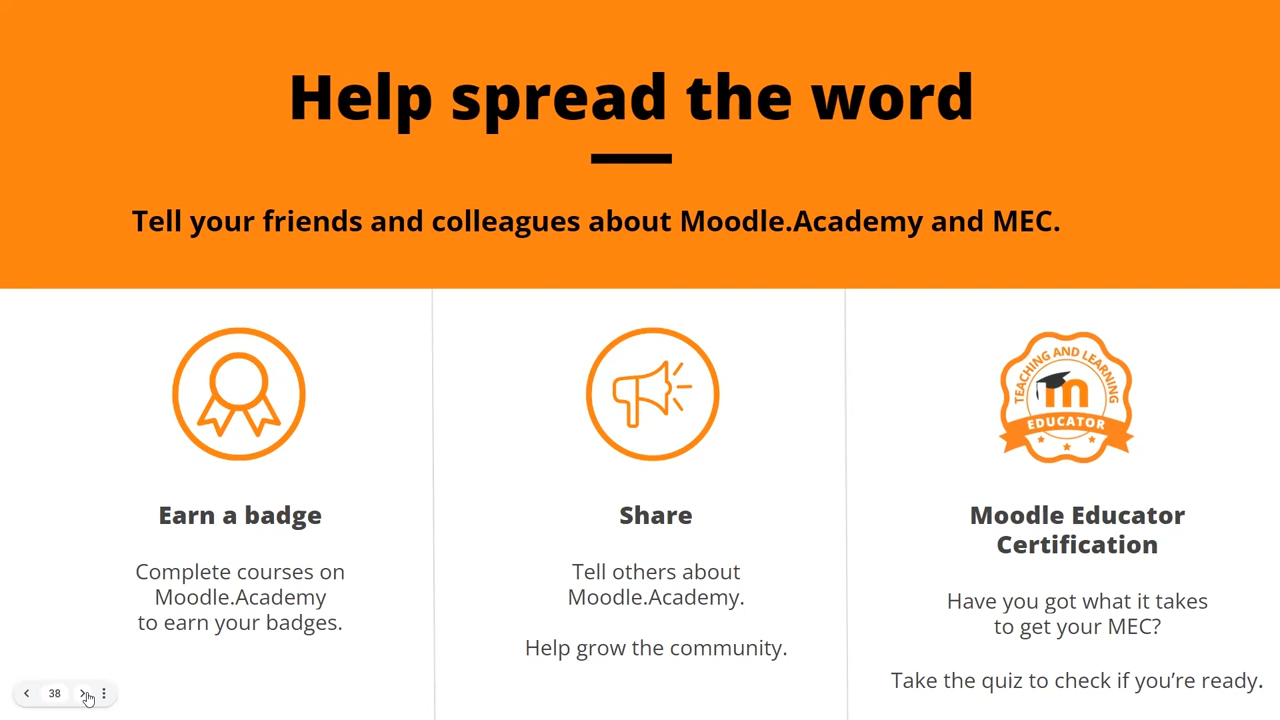 Help spread the word
Tell your friends and colleagues about Moodle.Academy and MEC.
Earn a badge
Complete courses on
Moodle.Academy
to earn your badges.
Share
Tell others about
Moodle.Academy.
Help grow the community.
TEACHING AND LEARNING
m
EDUCATOR
Moodle Educator
Certification
Have you got what it takes
to get your MEC?
Take the quiz to check if you’re ready.
38